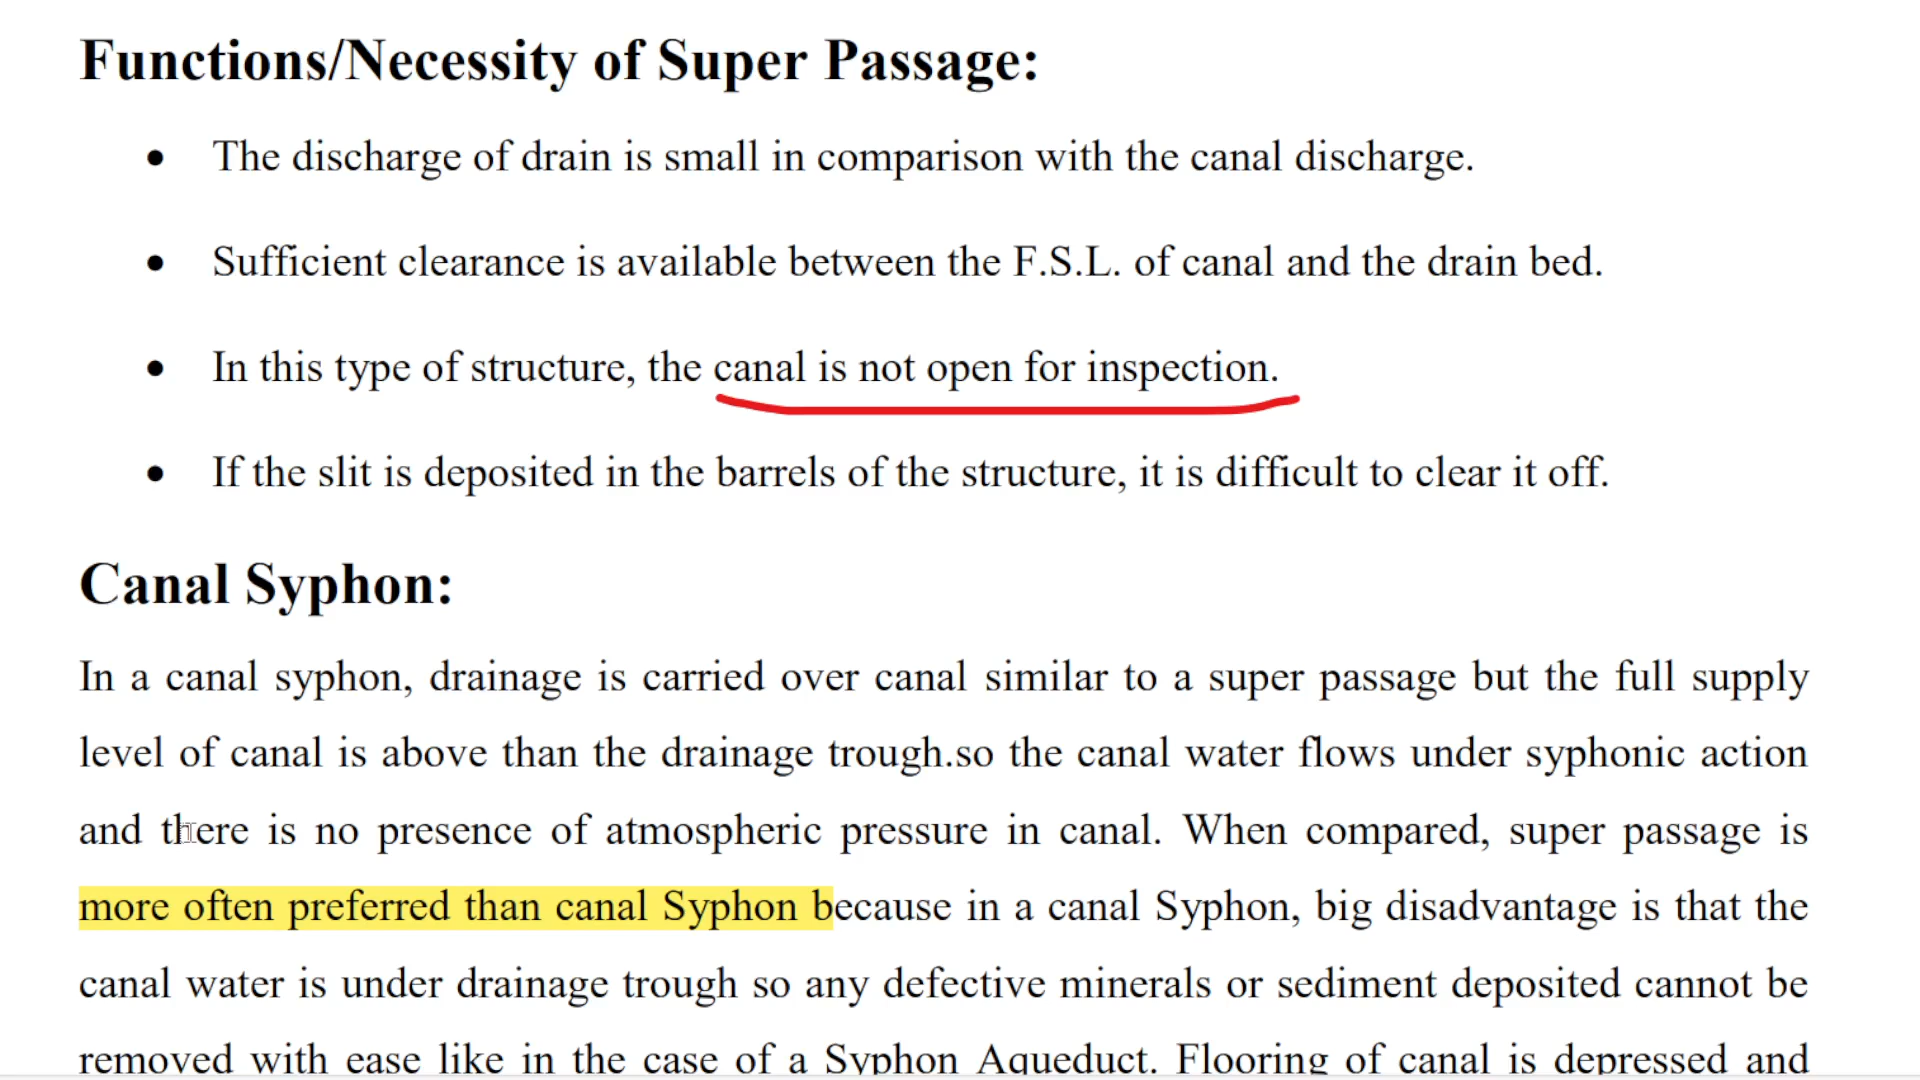 Functions/Necessity of Super Passage:
• The discharge of drain is small in comparison with the canal discharge.
• Sufficient clearance is available between the F.S.L. of canal and the drain bed.
• In this type of structure, the canal is not open for inspection.
• If the slit is deposited in the barrels of the structure, it is difficult to clear it off.
Canal Syphon:
In a canal syphon, drainage is carried over canal similar to a super passage but the full supply
level of canal is above than the drainage trough.so the canal water flows under syphonic action
and there is no presence of atmospheric pressure in canal. When compared, super passage is
more often preferred than canal Syphon because in a canal Syphon, big disadvantage is that the
canal water is under drainage trough so any defective minerals or sediment deposited cannot be
removed with ease like in the case of a Syphon Aqueduct. Flooring of canal is depressed and